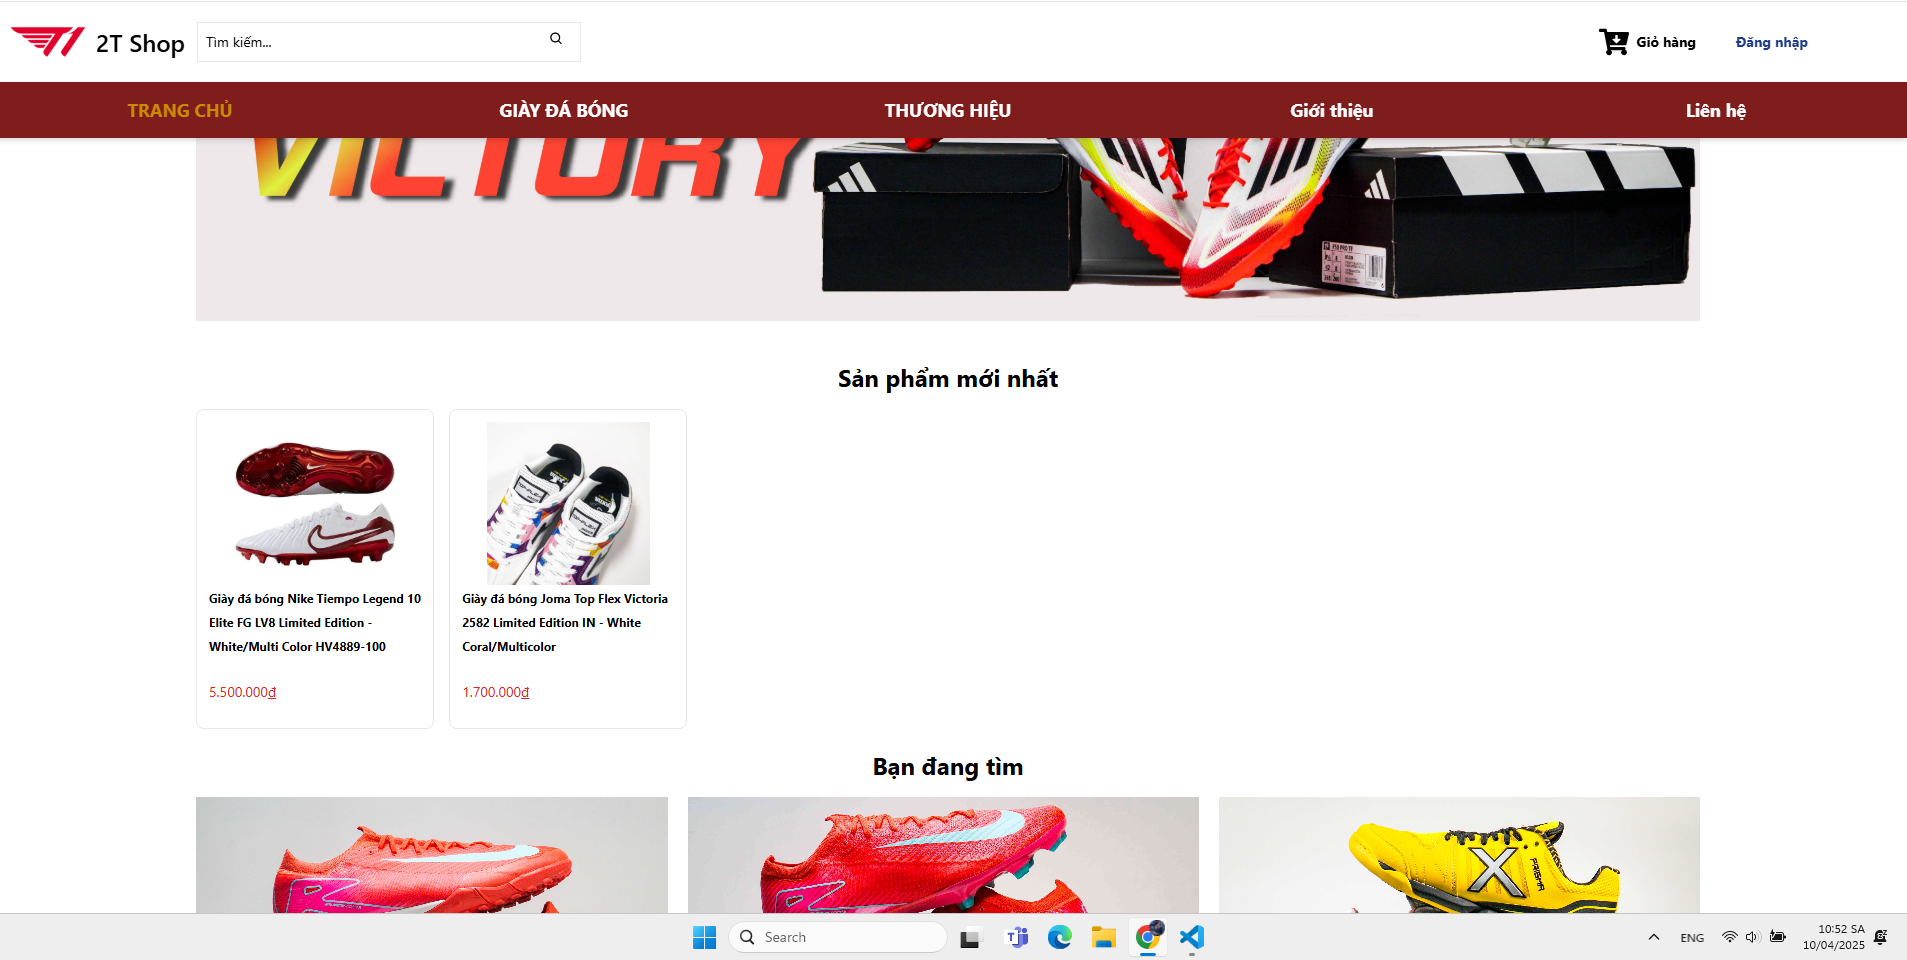 T1 2T Shop
Tìm kiếm...
Giỏ hàng
Đăng nhập
TRANG CHỦ
GIÀY ĐÁ BÓNG
THƯƠNG HIỆU
Giới thiệu
Liên hệ
VICTORY
Sản phẩm mới nhất
Giày đá bóng Nike Tiempo Legend 10
Elite FG LV8 Limited Edition -
White/Multi Color HV4889-100
5.500.000₫
Giày đá bóng Joma Top Flex Victoria
2582 Limited Edition IN - White
Coral/Multicolor
1.700.000₫
Bạn đang tìm
X
PRISMA
Search
ENG
10:52 SA
10/04/2025